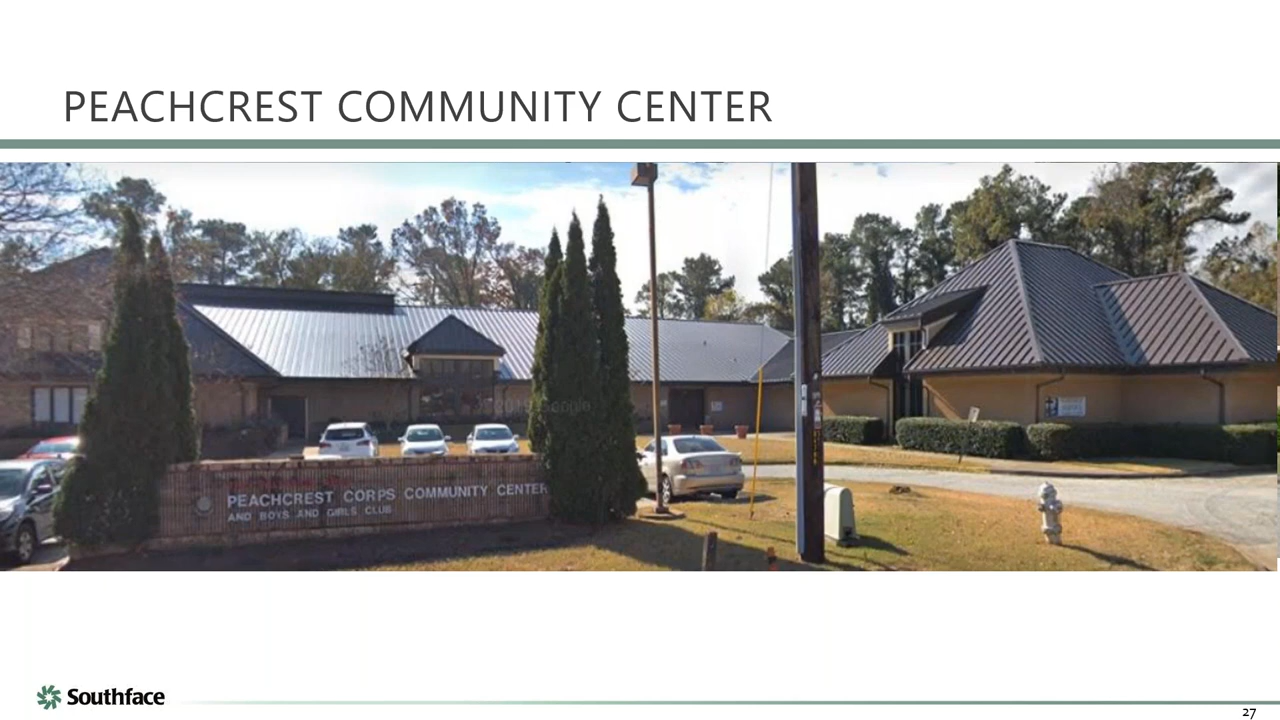 PEACHCREST COMMUNITY CENTER
PEACHCREST CORPS COMMUNITY CENTER
AND BOYS AND GIRLS CLUB
Southface
27